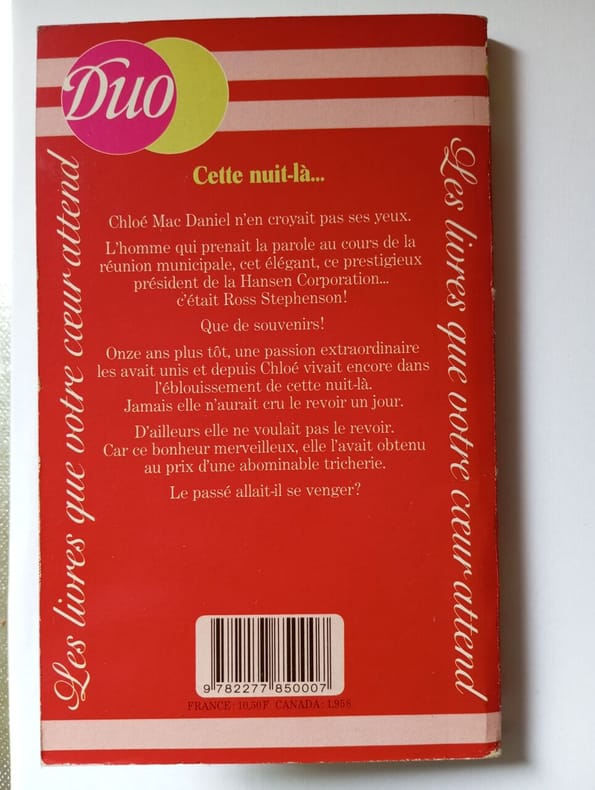 Duo
Les livres que votre cœur attend
Cette nuit-là...
Chloé Mac Daniel n'en croyait pas ses yeux.
L'homme qui prenait la parole au cours de la
réunion municipale, cet élégant, ce prestigieux
président de la Hansen Corporation...
c'était Ross Stephenson!
Que de souvenirs!
Onze ans plus tôt, une passion extraordinaire
les avait unis et depuis Chloé vivait encore dans
l'éblouissement de cette nuit-là.
Jamais elle n'aurait cru le revoir un jour.
D'ailleurs elle ne voulait pas le revoir.
Car ce bonheur merveilleux, elle l'avait obtenu
au prix d'une abominable tricherie.
Le passé allait-il se venger?
Les livres que votre cœur attend
9 782277 850007
FRANCE: 10,50F CANADA: 1.95$